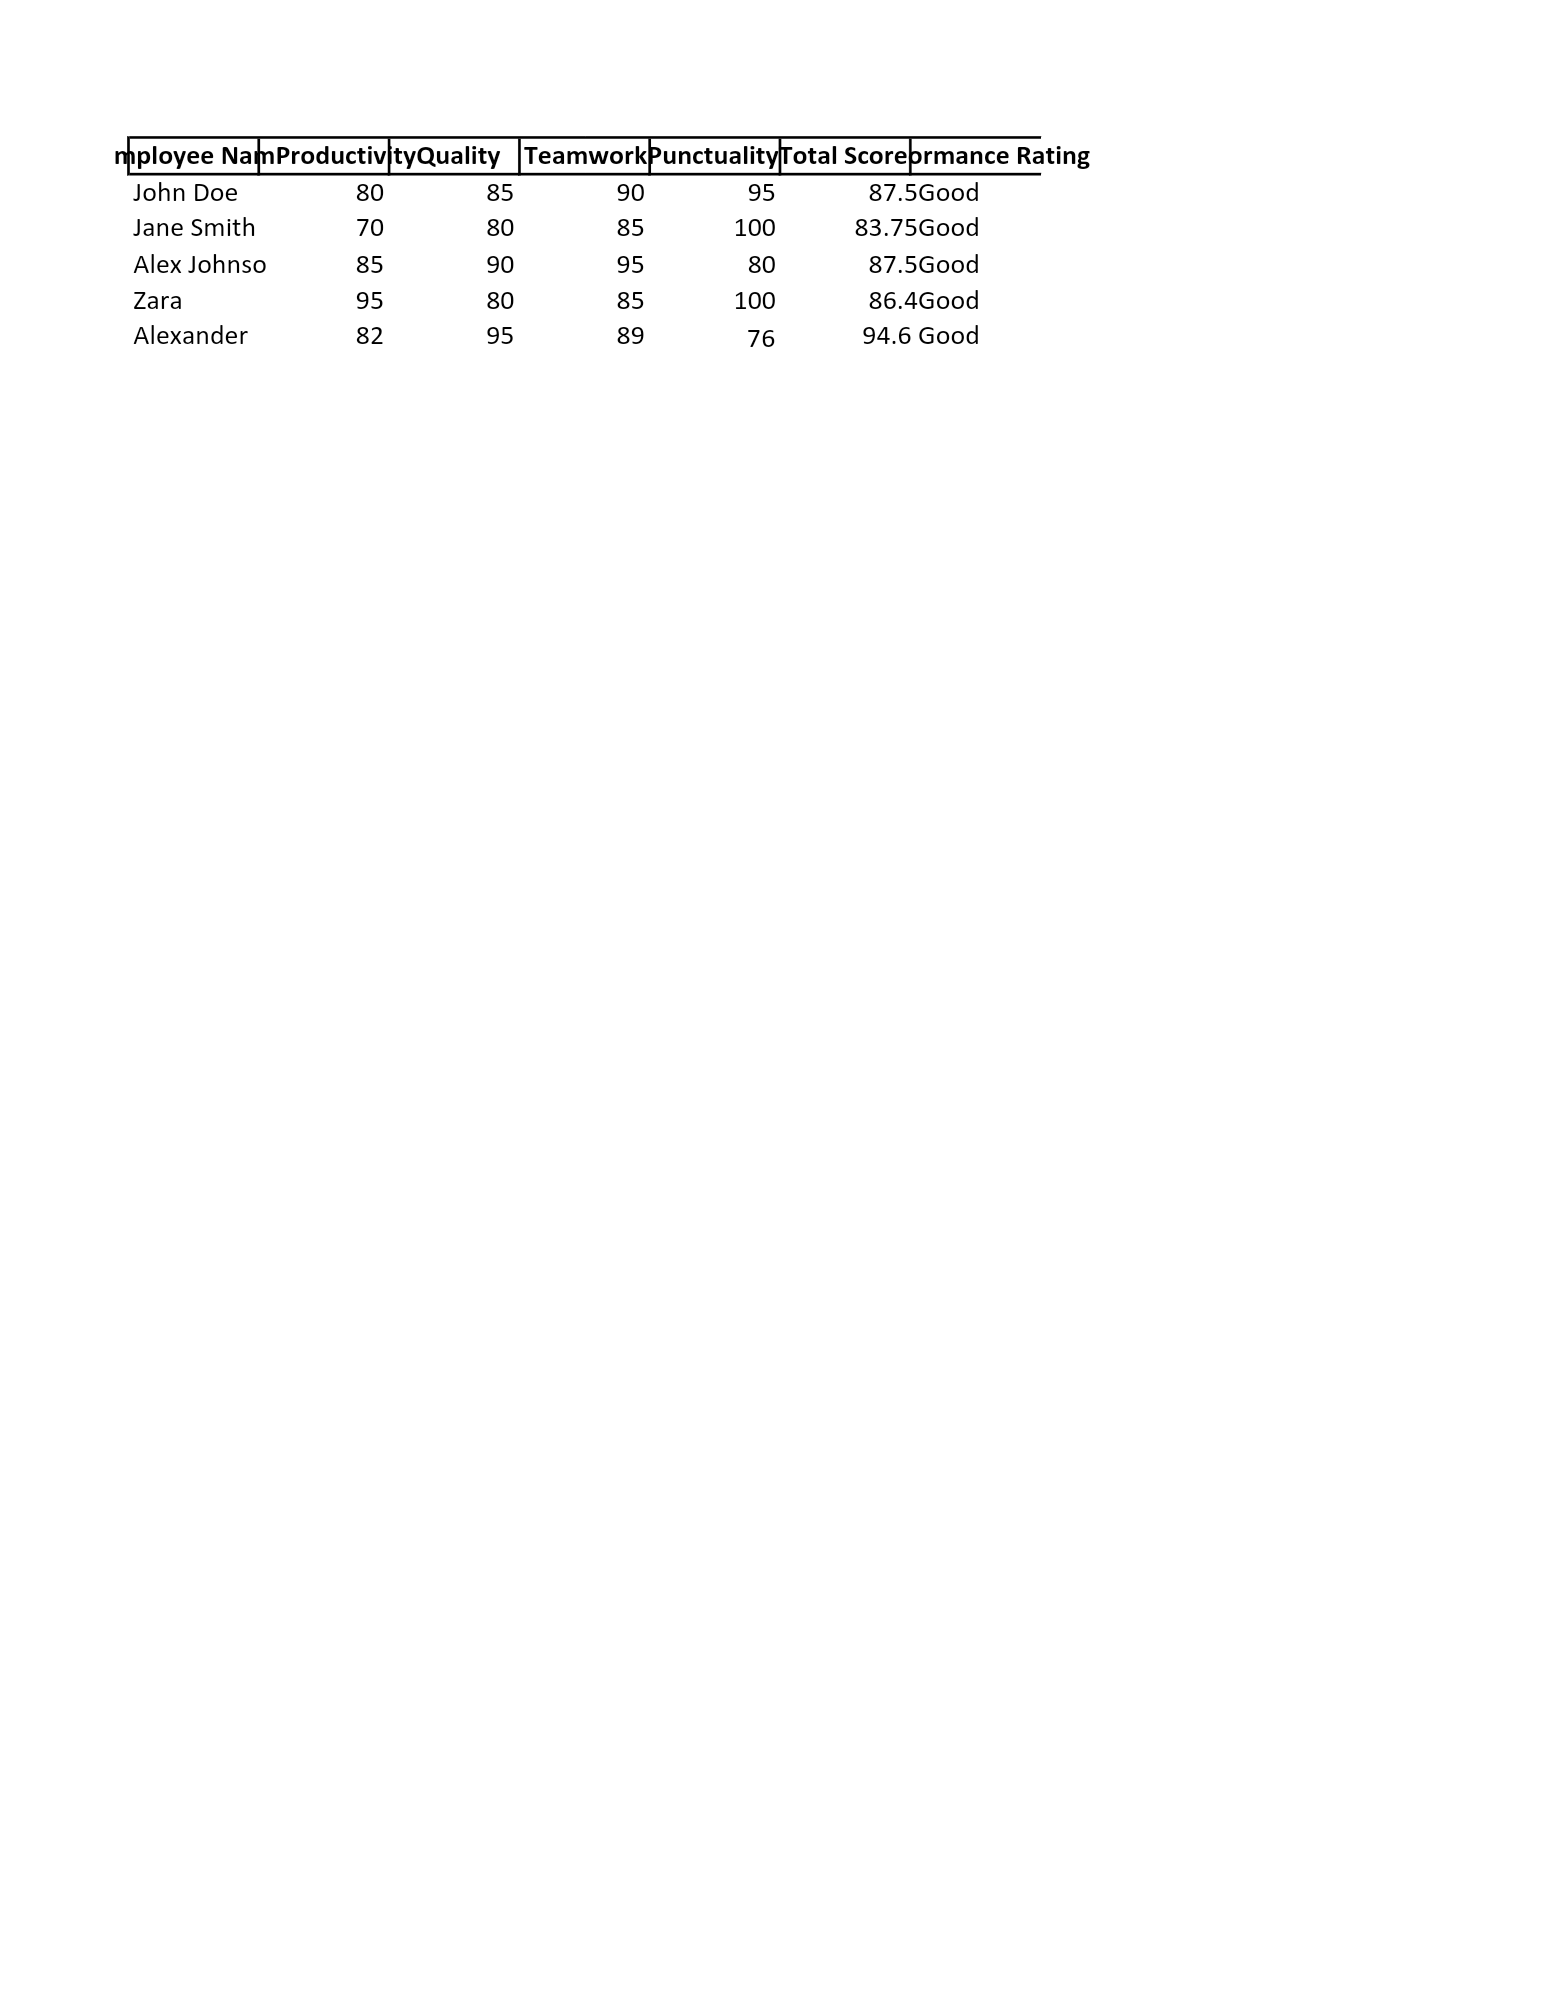 mployee Nam Productivity Quality Teamwork Punctuality Total Score ormance Rating
John Doe 80 85 90 95 87.5 Good
Jane Smith 70 80 85 100 83.75 Good
Alex Johnso 85 90 95 80 87.5 Good
Zara 95 80 85 100 86.4 Good
Alexander 82 95 89 76 94.6 Good